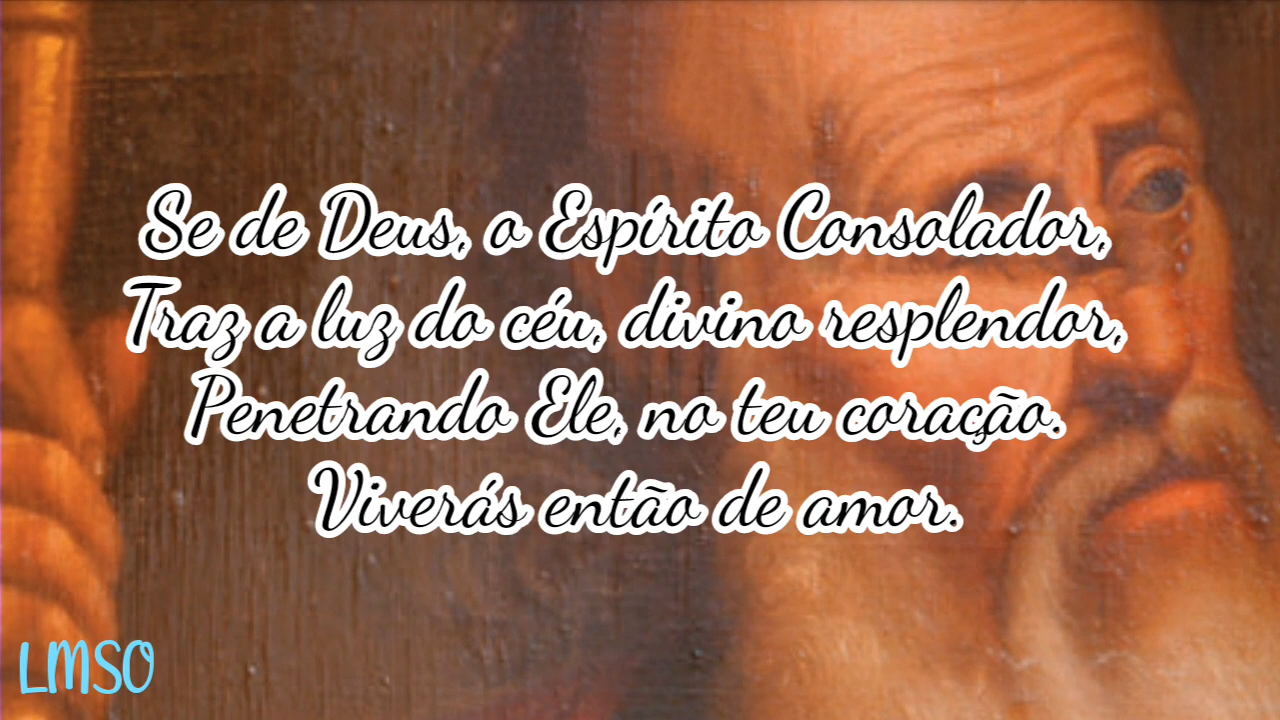 Se de Deus, o Espírito Consolador,
Traz a luz do céu, divino resplendor,
Penetrando Ele, no teu coração.
Viverás então de amor.
LMSO